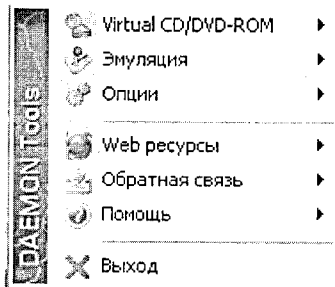 DAEMON Tools
Virtual CD/DVD-ROM
Эмуляция
Опции
Web ресурсы
Обратная связь
Помощь
Выход